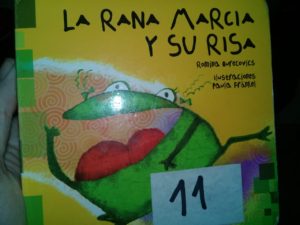 LA RANA MARCIA
Y SU RISA
Romina
ilustraciones
Paula
11